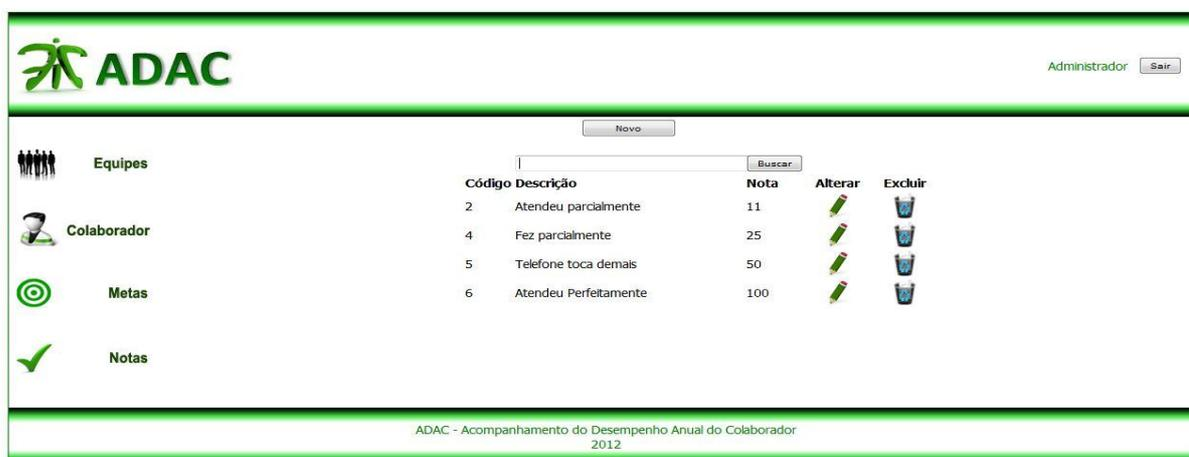 ADAC
Administrador Sair
Novo
Equipes
Buscar
Código Descrição Nota Alterar Excluir
2 Atendeu parcialmente 11
Colaborador
4 Fez parcialmente 25
5 Telefone toca demais 50
Metas
6 Atendeu Perfeitamente 100
Notas
ADAC - Acompanhamento do Desempenho Anual do Colaborador
2012